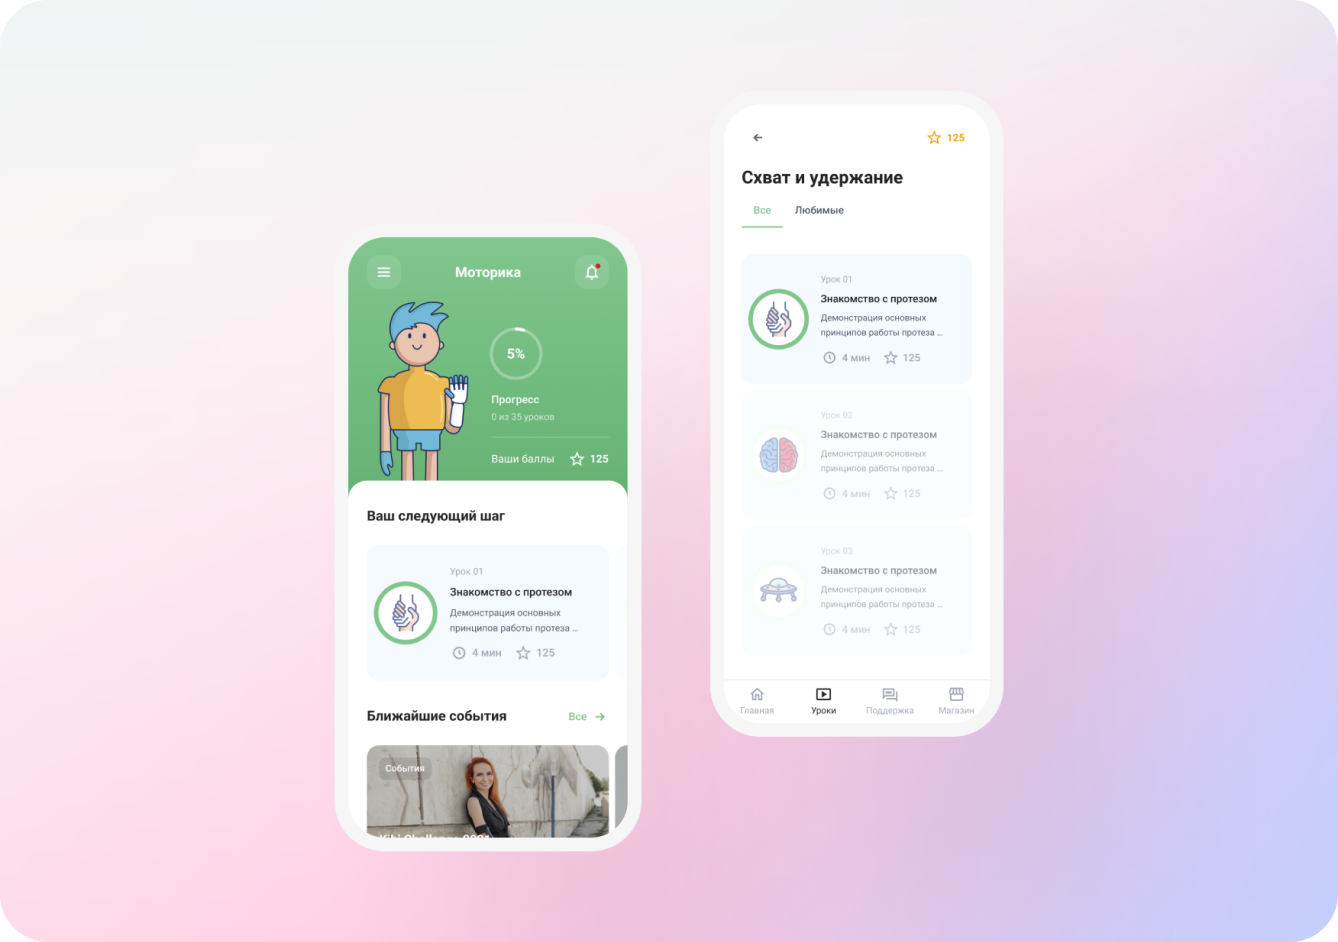 Моторика
5%
Прогресс
0 из 35 уроков
Ваши баллы 125
Ваш следующий шаг
Урок 01
Знакомство с протезом
Демонстрация основных
принципов работы протеза ...
4 мин 125
Ближайшие события
Все
События
Kibi Challenge 2021
125
Схват и удержание
Все Любимые
Урок 01
Знакомство с протезом
Демонстрация основных
принципов работы протеза ...
4 мин 125
Урок 02
Знакомство с протезом
Демонстрация основных
принципов работы протеза ...
4 мин 125
Урок 03
Знакомство с протезом
Демонстрация основных
принципов работы протеза ...
4 мин 125
Главная Уроки Поддержка Магазин